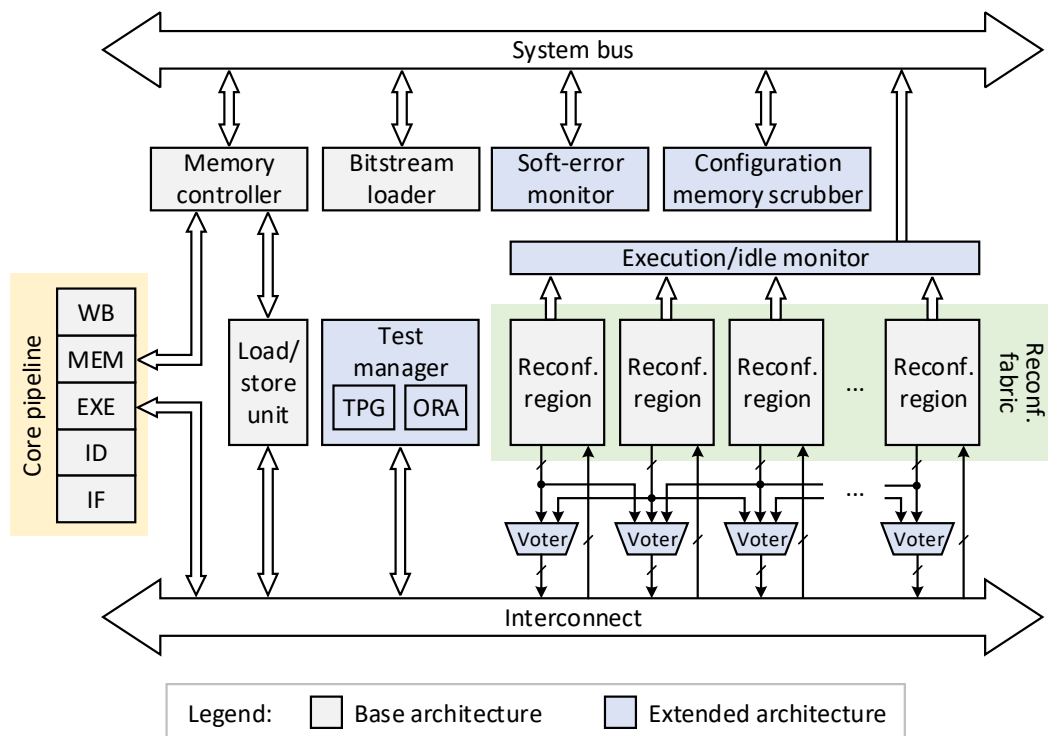 System bus
Memory
controller
Bitstream
loader
Soft-error
monitor
Configuration
memory scrubber
Execution/idle monitor
Core pipeline
WB
MEM
EXE
ID
IF
Load/
store
unit
Test
manager
TPG
ORA
Reconf.
region
Reconf.
region
Reconf.
region
...
Reconf.
region
Reconf.
fabric
...
Voter
Voter
Voter
Voter
Interconnect
Legend:
Base architecture
Extended architecture